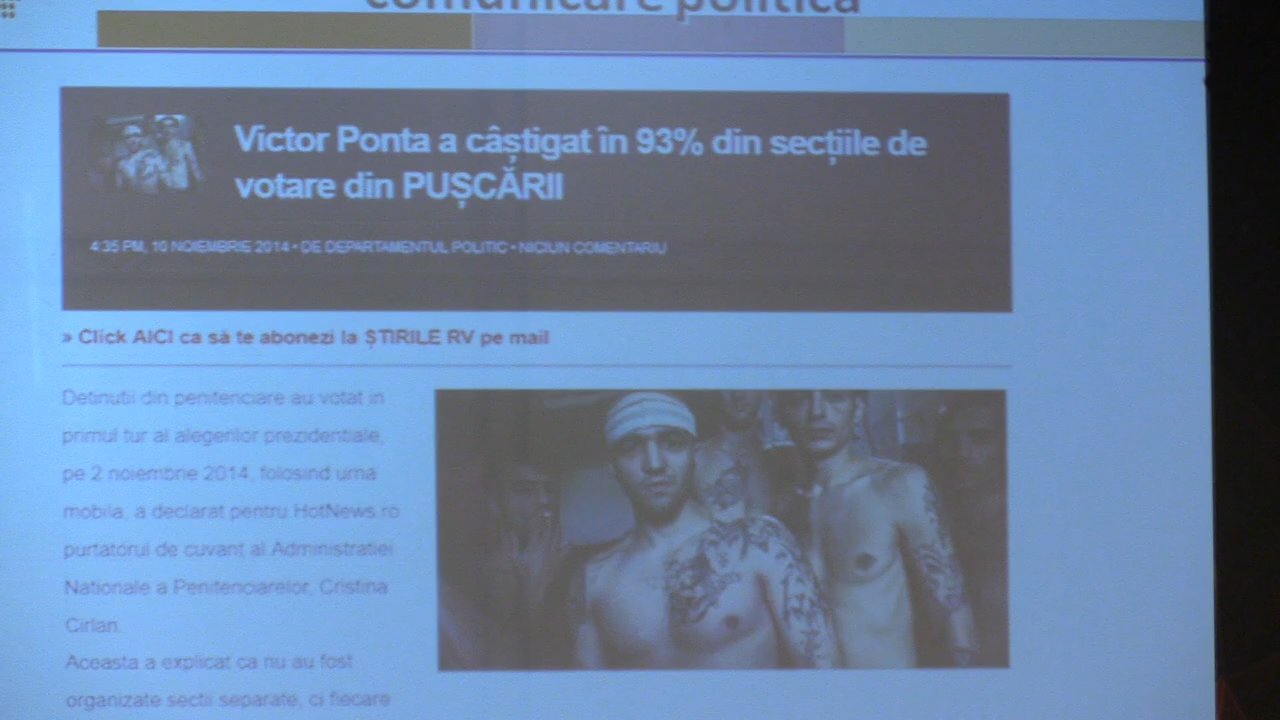 comunicare politică
Victor Ponta a câștigat în 93% din secțiile de
votare din PUȘCĂRII
4:35 PM, 10 NOIEMBRIE 2014 • DE DEPARTAMENTUL POLITIC • NICIUN COMENTARIU
» Click AICI ca să te abonezi la ȘTIRILE RV pe mail
Detinutii din penitenciare au votat in
primul tur al alegerilor prezidentiale,
pe 2 noiembrie 2014, folosind urna
mobila, a declarat pentru HotNews.ro
purtatorul de cuvant al Administratiei
Nationale a Penitenciarelor, Cristina
Cirlan.
Aceasta a explicat ca nu au fost
organizate sectii separate, ci fiecare